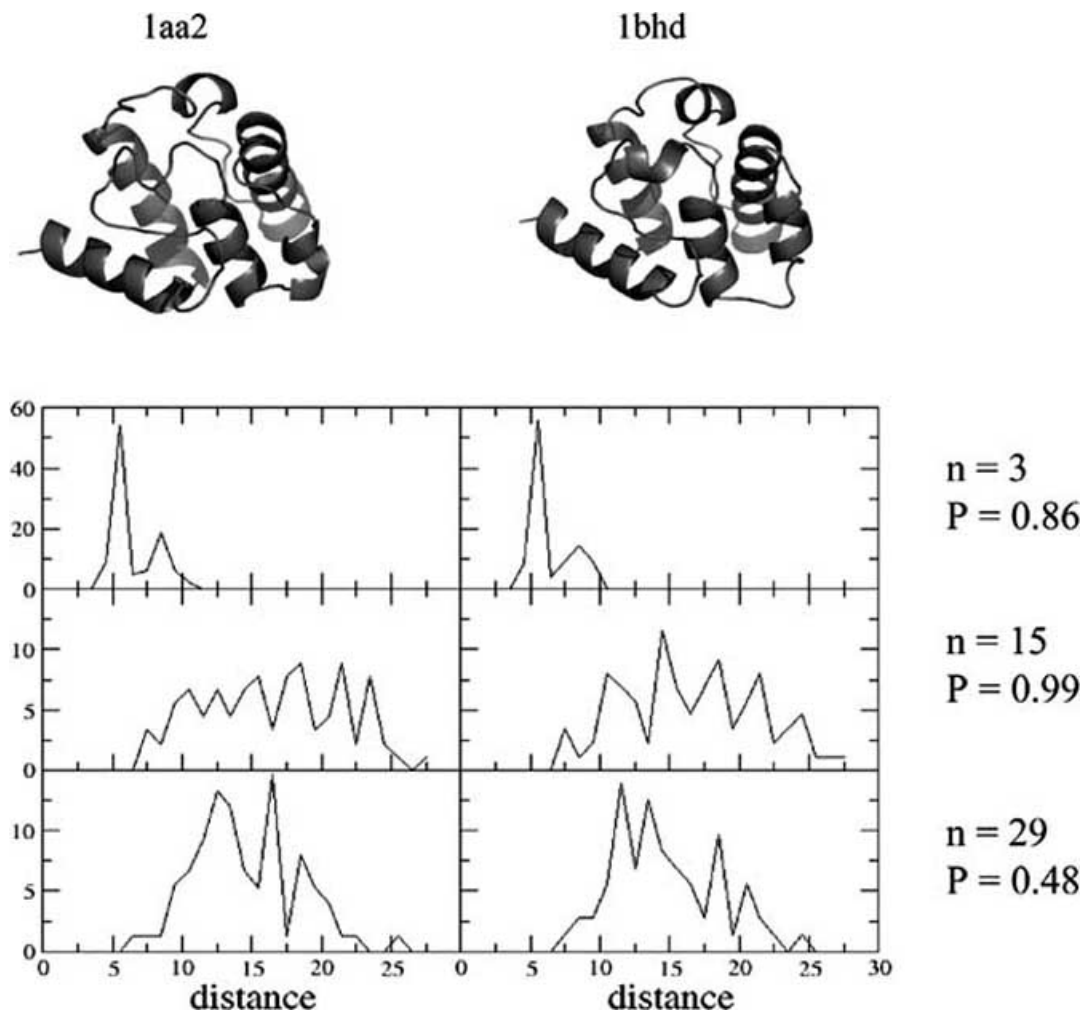 1aa2 1bhd
60
40
20
0
n = 3
P = 0.86
10
5
0
n = 15
P = 0.99
10
5
0
n = 29
P = 0.48
0 5 10 15 20 25 0 5 10 15 20 25 30
distance distance